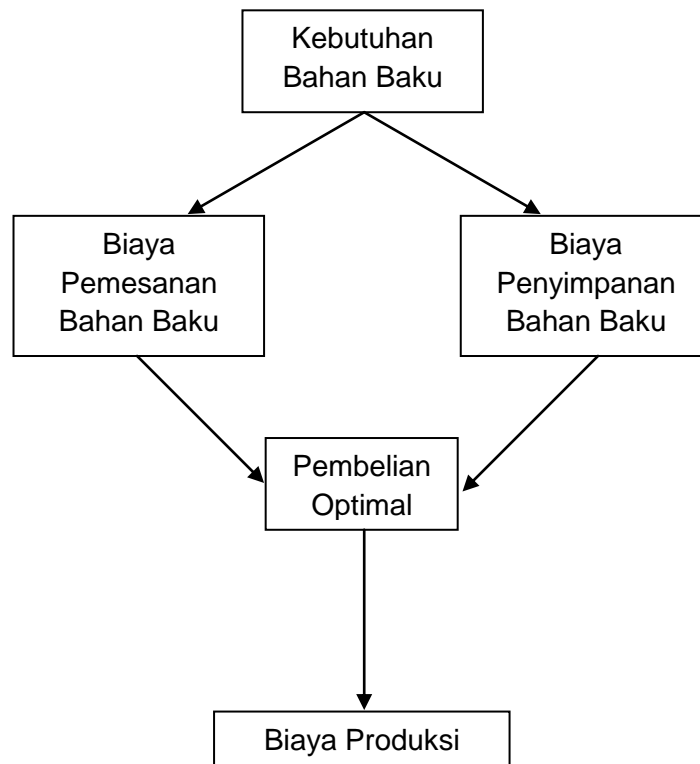 Kebutuhan
Bahan Baku
Biaya
Pemesanan
Bahan Baku
Biaya
Penyimpanan
Bahan Baku
Pembelian
Optimal
Biaya Produksi